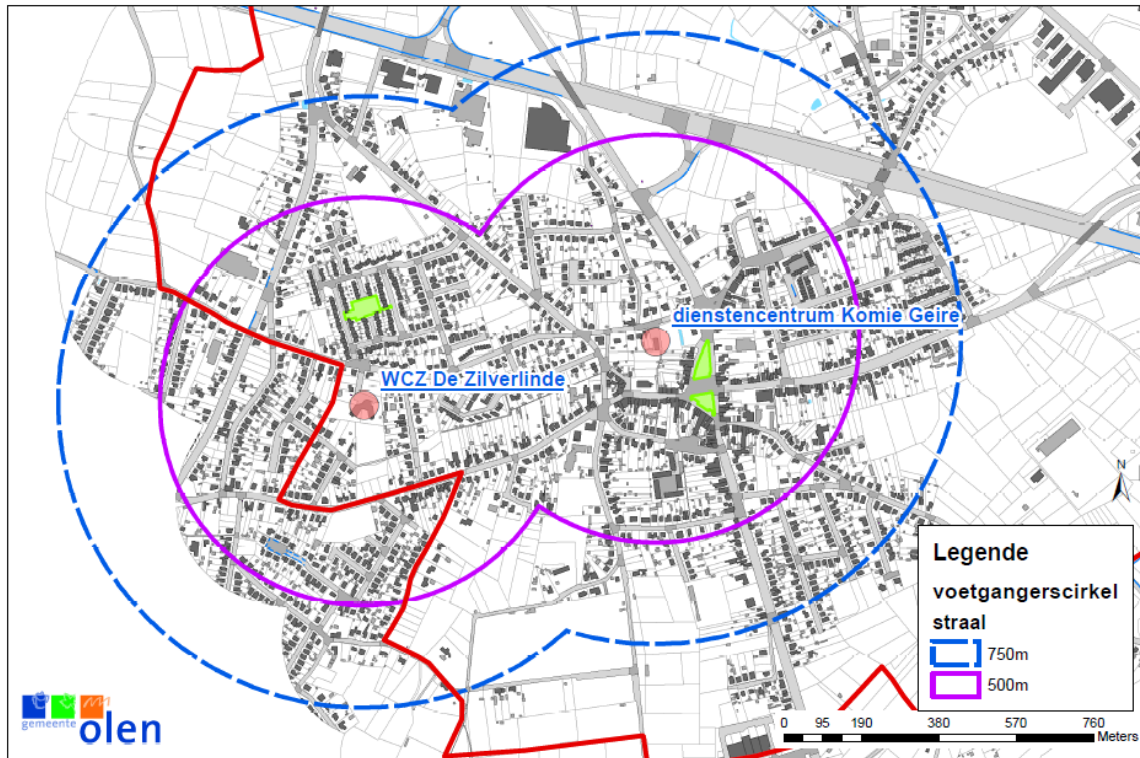 dienstencentrum Komie Geire
WCZ De Zilverlinde
N
Legende
voetgangerscirkel
straal
750m
500m
gemeente
olen
0 95 190 380 570 760
Meters